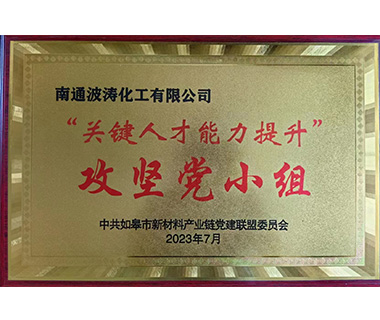 南通波涛化工有限公司
“关键人才能力提升”
攻坚党小组
中共如皋市新材料产业链党建联盟委员会
2023年7月